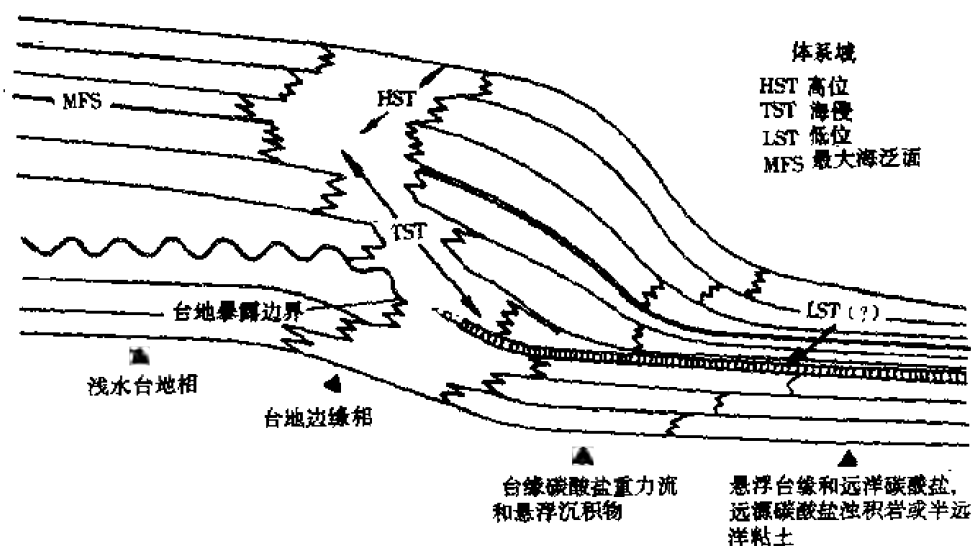 体系域
HST 高位
TST 海侵
LST 低位
MFS 最大海泛面
MFS
HST
TST
台地暴露边界
LST（?）
浅水台地相
台地边缘相
台缘碳酸盐重力流
和悬浮沉积物
悬浮台缘和远洋碳酸盐，
远源碳酸盐浊积岩或半远
洋粘土